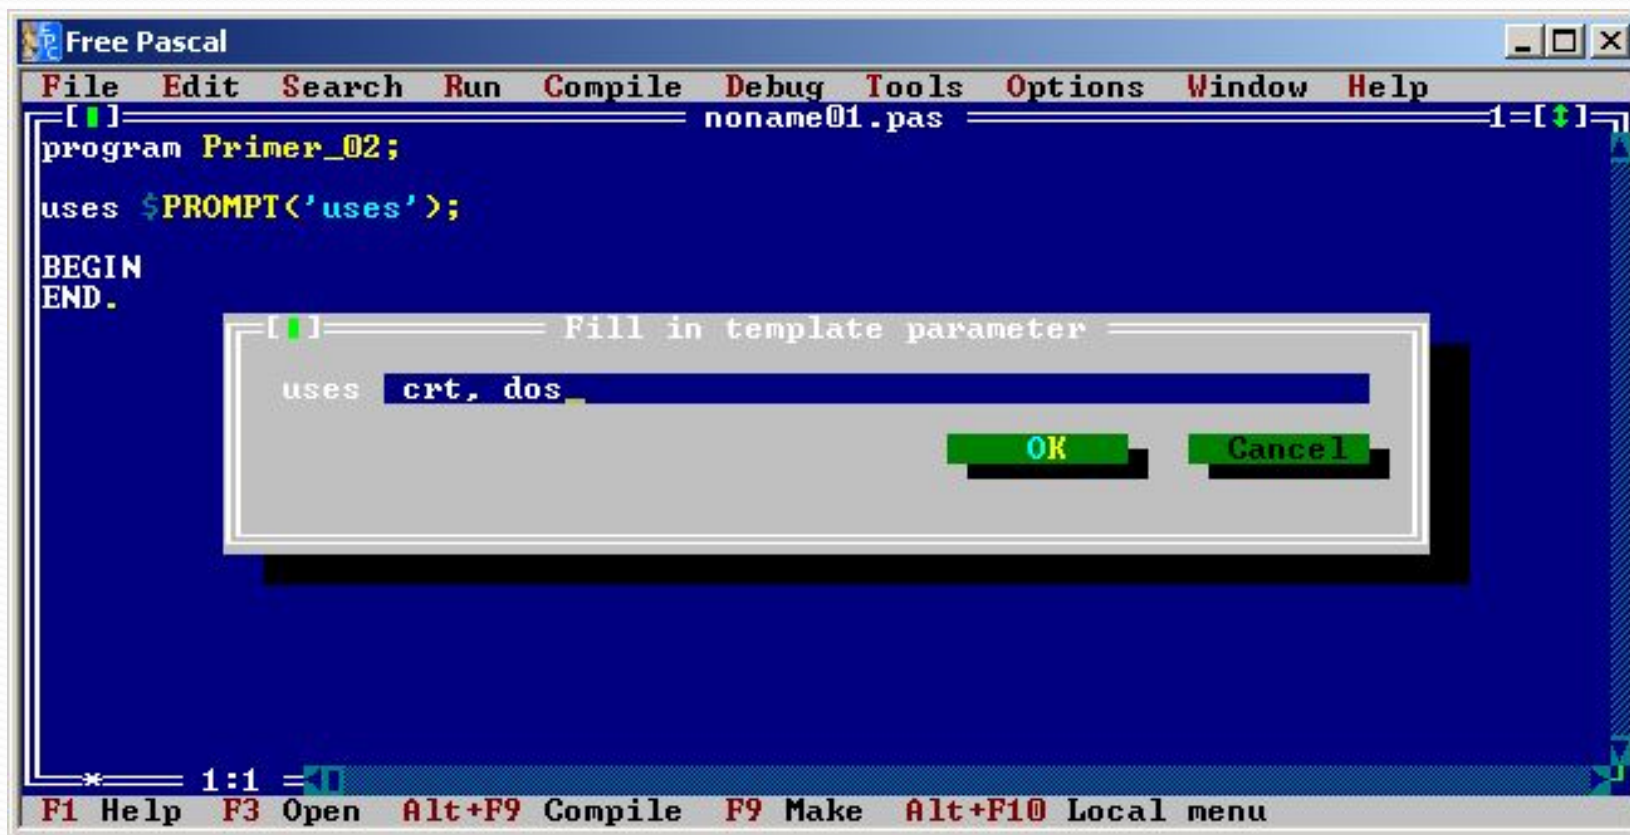 Free Pascal
File Edit Search Run Compile Debug Tools Options Window Help
noname01.pas 1
program Primer_02;
uses $PROMPT('uses');
BEGIN
END.
Fill in template parameter
uses crt, dos_
OK Cancel
* 1:1
F1 Help F3 Open Alt+F9 Compile F9 Make Alt+F10 Local menu